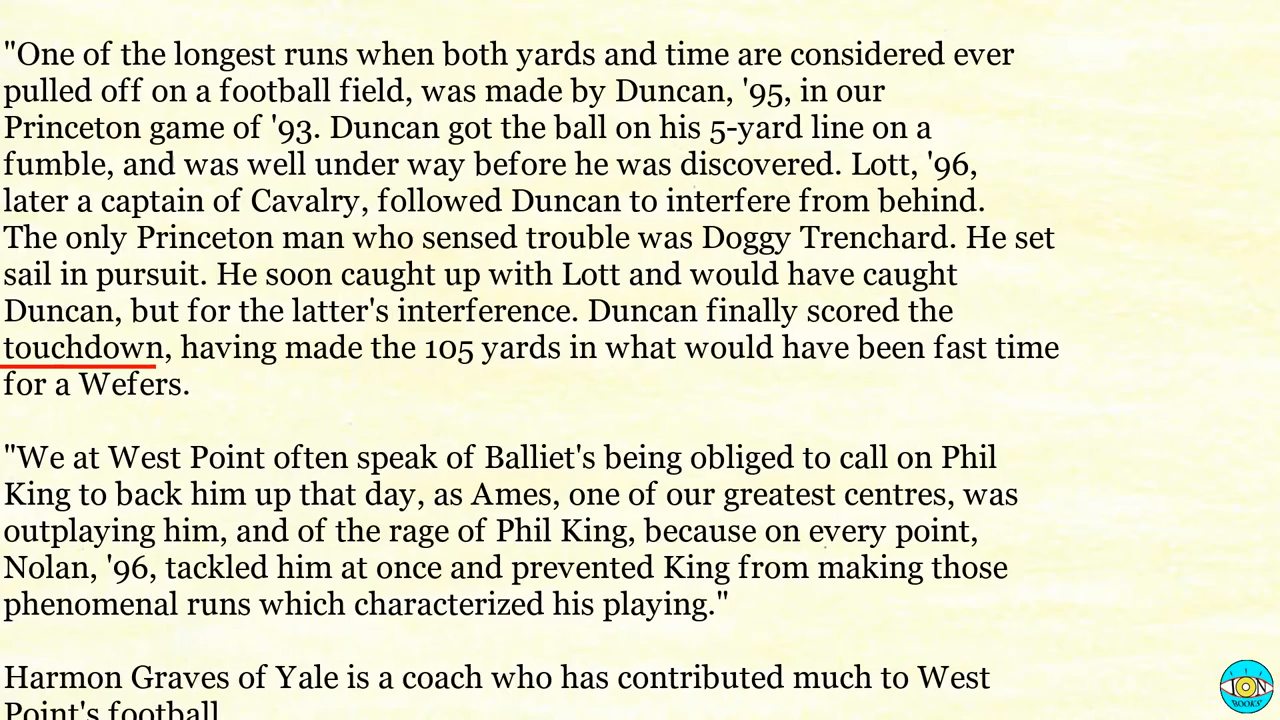 "One of the longest runs when both yards and time are considered ever
pulled off on a football field, was made by Duncan, '95, in our
Princeton game of '93. Duncan got the ball on his 5-yard line on a
fumble, and was well under way before he was discovered. Lott, '96,
later a captain of Cavalry, followed Duncan to interfere from behind.
The only Princeton man who sensed trouble was Doggy Trenchard. He set
sail in pursuit. He soon caught up with Lott and would have caught
Duncan, but for the latter's interference. Duncan finally scored the
touchdown, having made the 105 yards in what would have been fast time
for a Wefers.
"We at West Point often speak of Balliet's being obliged to call on Phil
King to back him up that day, as Ames, one of our greatest centres, was
outplaying him, and of the rage of Phil King, because on every point,
Nolan, '96, tackled him at once and prevented King from making those
phenomenal runs which characterized his playing."
Harmon Graves of Yale is a coach who has contributed much to West
Point's football
ION
BOOKS